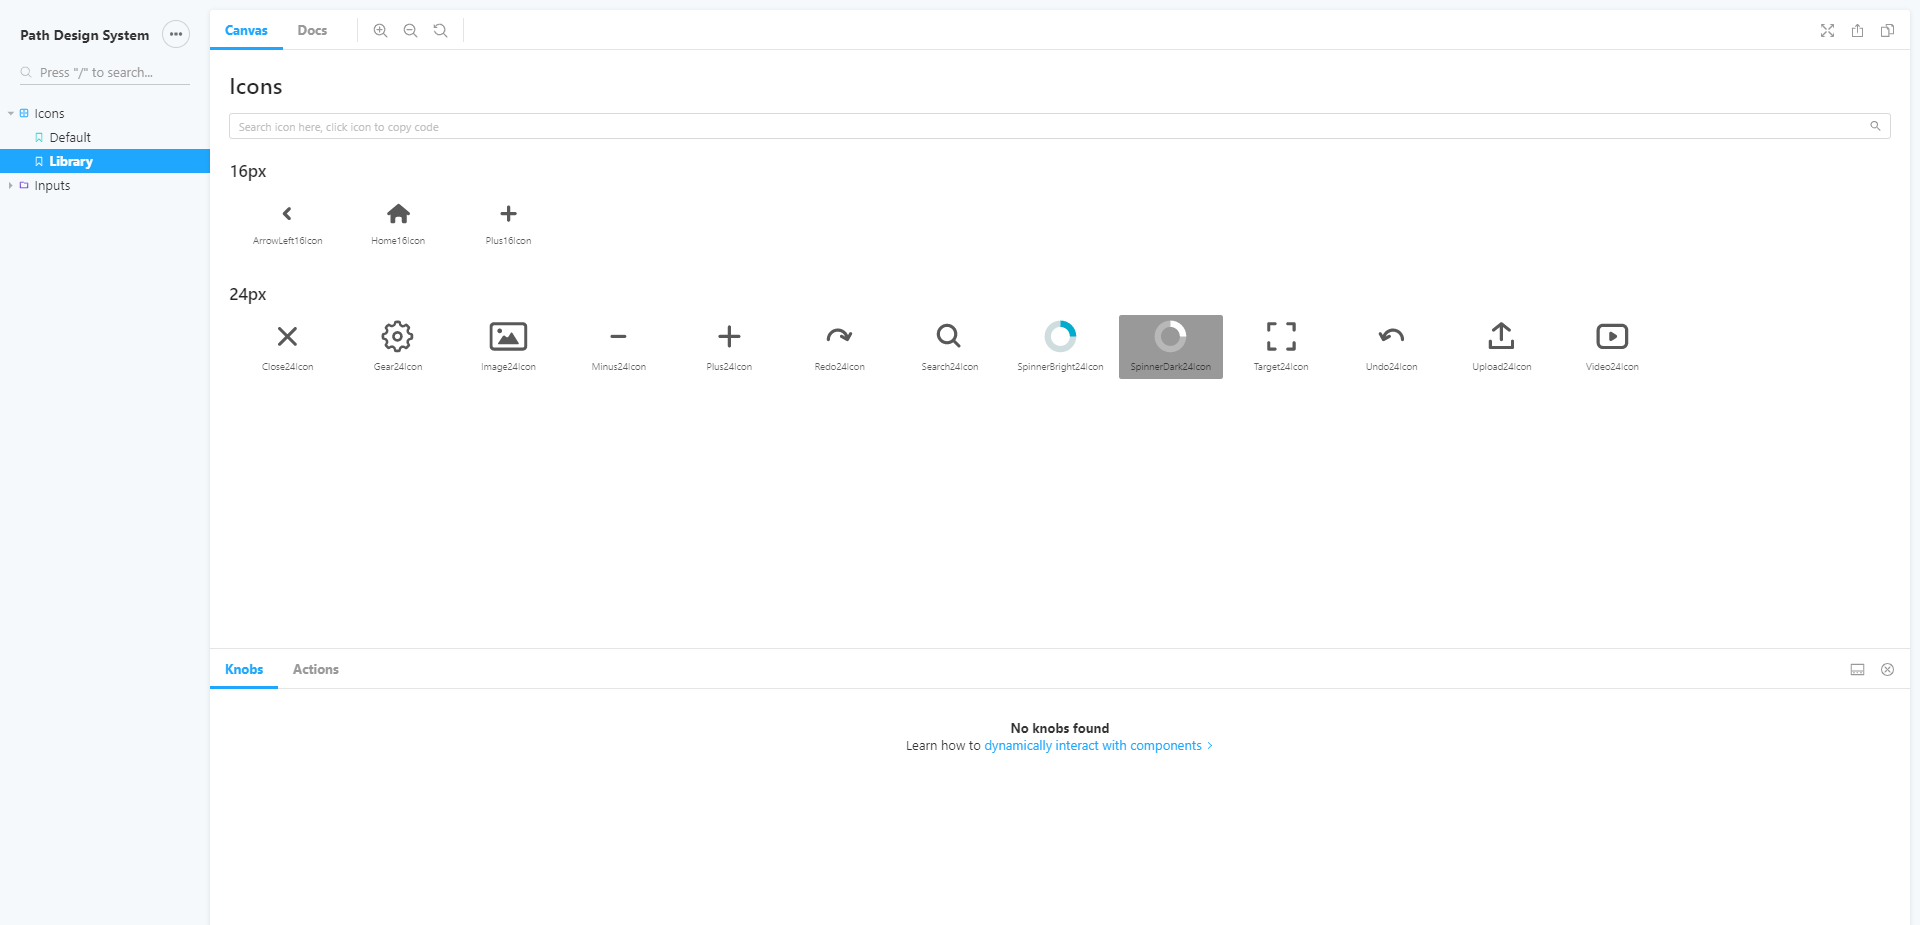 Path Design System
Press "/" to search...
Icons
Default
Library
Inputs
Canvas Docs
Icons
Search icon here, click icon to copy code
16px
ArrowLeft16Icon Home16Icon Plus16Icon
24px
Close24Icon Gear24Icon Image24Icon Minus24Icon Plus24Icon Redo24Icon Search24Icon SpinnerBright24Icon SpinnerDark24Icon Target24Icon Undo24Icon Upload24Icon Video24Icon
Knobs Actions
No knobs found
Learn how to dynamically interact with components